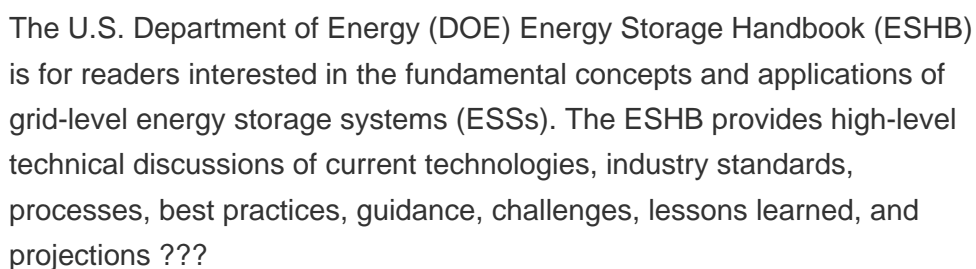 The U.S. Department of Energy (DOE) Energy Storage Handbook (ESHB)
is for readers interested in the fundamental concepts and applications of
grid-level energy storage systems (ESSs). The ESHB provides high-level
technical discussions of current technologies, industry standards,
processes, best practices, guidance, challenges, lessons learned, and
projections ???